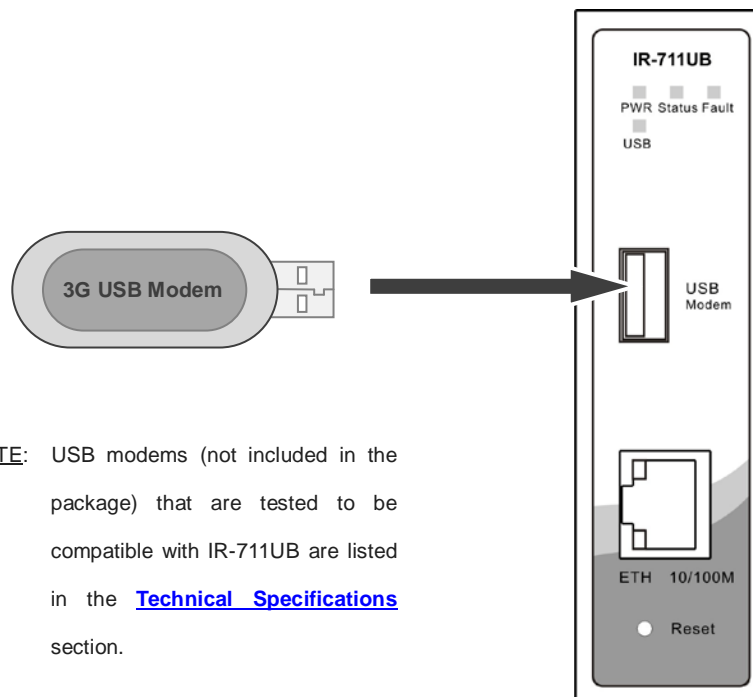 IR-711UB
PWR Status Fault
USB
3G USB Modem
USB
Modem
TE: USB modems (not included in the
package) that are tested to be
compatible with IR-711UB are listed
in the Technical Specifications
section.
ETH 10/100M
Reset